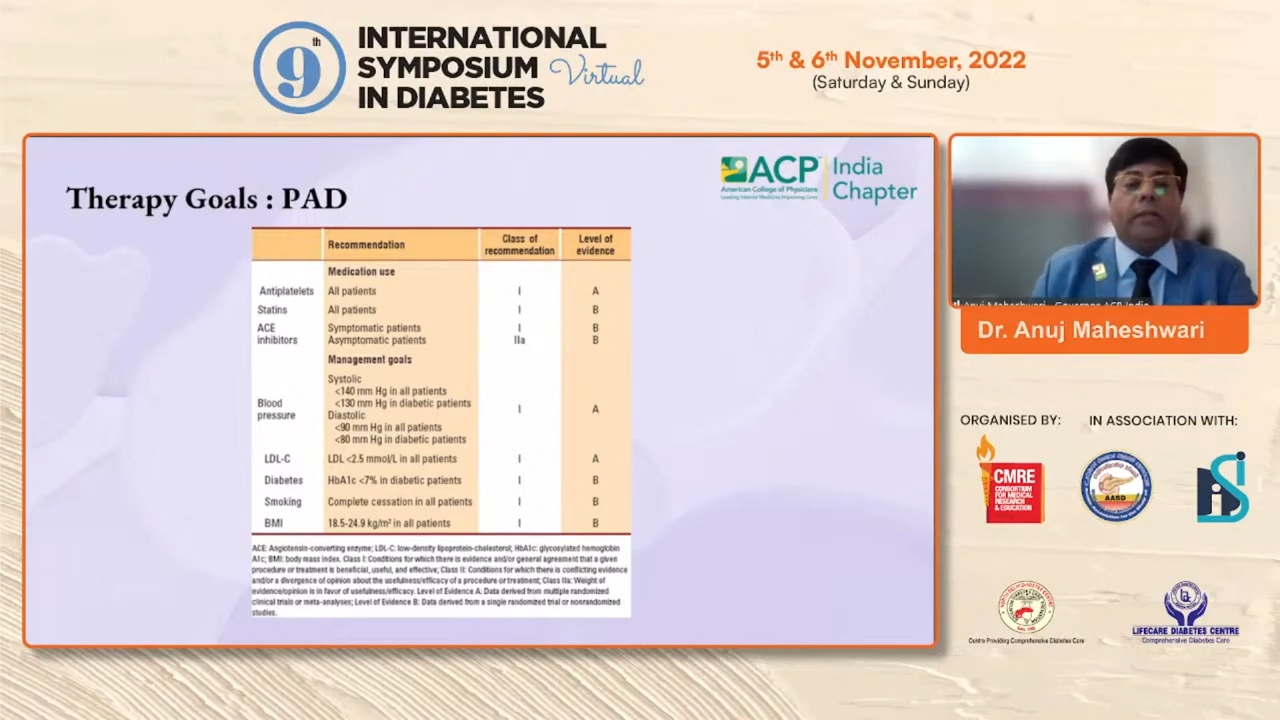 9th
INTERNATIONAL
SYMPOSIUM Virtual
IN DIABETES
5th & 6th November, 2022
(Saturday & Sunday)
Therapy Goals : PAD
ACP India
American College of Physicians Chapter
Leading Internal Medicine, Improving Lives
Recommendation Class of recommendation Level of evidence
Medication use
Antiplatelets All patients I A
Statins All patients I B
ACE inhibitors Symptomatic patients I B
Asymptomatic patients IIa B
Management goals
Blood pressure Systolic
<140 mm Hg in all patients
<130 mm Hg in diabetic patients I A
Diastolic
<90 mm Hg in all patients
<80 mm Hg in diabetic patients
LDL-C LDL <2.5 mmol/L in all patients I A
Diabetes HbA1c <7% in diabetic patients I B
Smoking Complete cessation in all patients I B
BMI 18.5-24.9 kg/m² in all patients I B
ACE: Angiotensin-converting enzyme; LDL-C: low-density lipoprotein-cholesterol; HbA1c: glycosylated hemoglobin
A1c; BMI: body mass index. Class I: Conditions for which there is evidence and/or general agreement that a given
procedure or treatment is beneficial, useful, and effective; Class II: Conditions for which there is conflicting evidence
and/or a divergence of opinion about the usefulness/efficacy of a procedure or treatment; Class IIa: Weight of
evidence/opinion is in favor of usefulness/efficacy. Level of Evidence A: Data derived from multiple randomized
clinical trials or meta-analyses; Level of Evidence B: Data derived from a single randomized trial or nonrandomized
studies.
Anuj Maheshwari - Governor ACP India
Dr. Anuj Maheshwari
ORGANISED BY:
IN ASSOCIATION WITH:
CMRE
CONSORTIUM
FOR MEDICAL
RESEARCH
& EDUCATION
AASD
Centre Providing Comprehensive Diabetes Care
LIFECARE DIABETES CENTRE
Comprehensive Diabetes Care